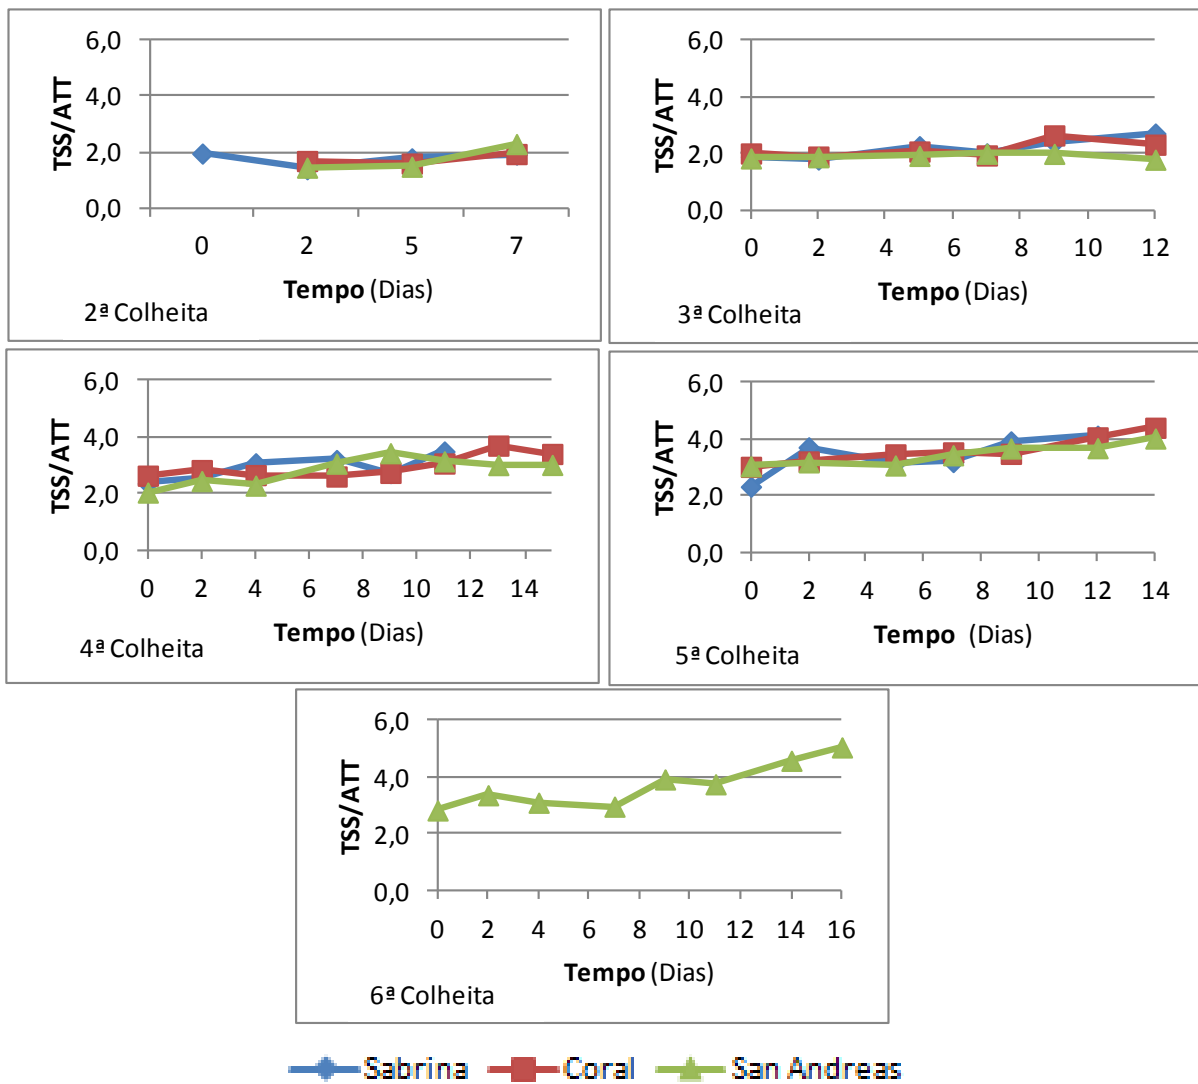 6,0
4,0
2,0
0,0
TSS/ATT
0 2 5 7
Tempo (Dias)
2ª Colheita
6,0
4,0
2,0
0,0
TSS/ATT
0 2 4 6 8 10 12
Tempo (Dias)
3ª Colheita
6,0
4,0
2,0
0,0
TSS/ATT
0 2 4 6 8 10 12 14
Tempo (Dias)
4ª Colheita
6,0
4,0
2,0
0,0
TSS/ATT
0 2 4 6 8 10 12 14
Tempo (Dias)
5ª Colheita
6,0
4,0
2,0
0,0
TSS/ATT
0 2 4 6 8 10 12 14 16
Tempo (Dias)
6ª Colheita
Sabrina Coral San Andreas